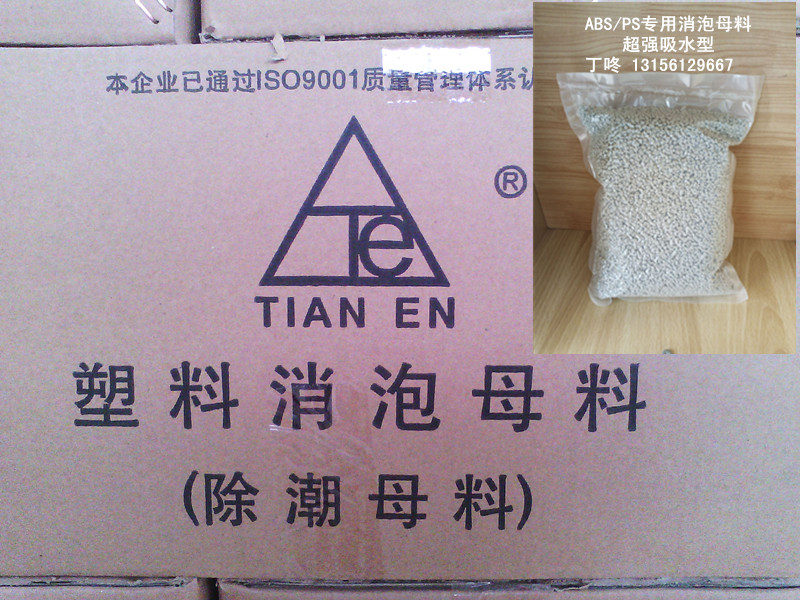 本企业已通过ISO9001质量管理体系认
ABS/PS专用消泡母料
超强吸水型
丁咚 13156129667
®
Te
TIAN EN
塑料消泡母料
(除潮母料)